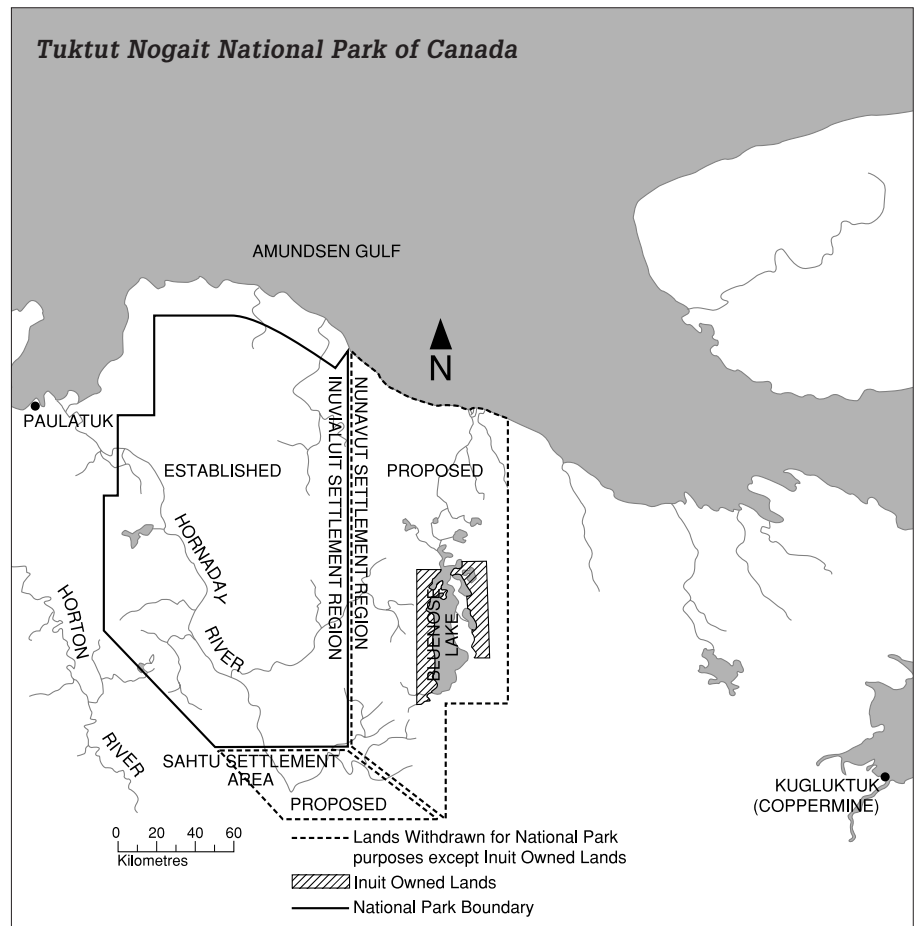 Tuktut Nogait National Park of Canada
AMUNDSEN GULF
N
PAULATUK
ESTABLISHED
INUVIALUIT SETTLEMENT REGION
NUNAVUT SETTLEMENT REGION
PROPOSED
HORNADAY
RIVER
HORTON
RIVER
BLUENOSE
LAKE
SAHTU SETTLEMENT
AREA
PROPOSED
KUGLUKTUK
(COPPERMINE)
0 20 40 60
Kilometres
Lands Withdrawn for National Park
purposes except Inuit Owned Lands
Inuit Owned Lands
National Park Boundary